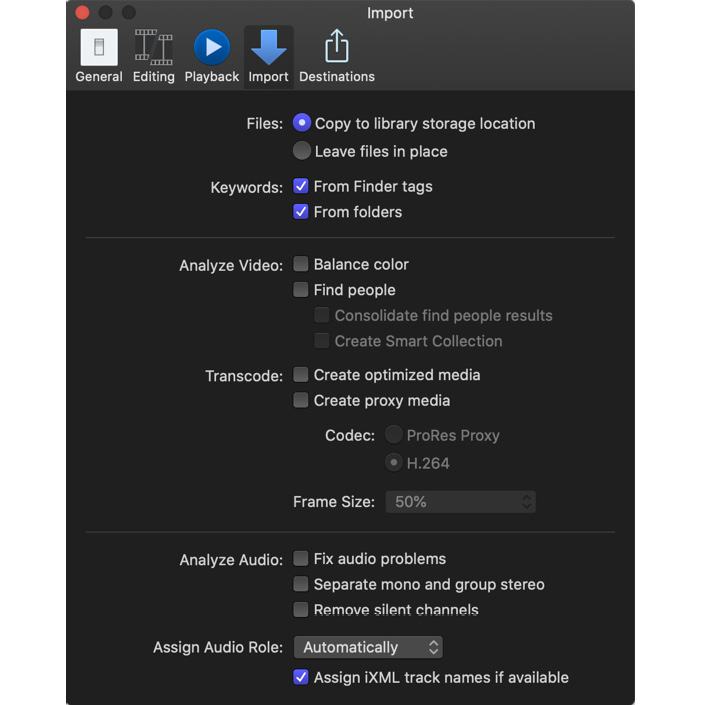 Import
General Editing Playback Import Destinations
Files: Copy to library storage location
Leave files in place
Keywords: From Finder tags
From folders
Analyze Video: Balance color
Find people
Consolidate find people results
Create Smart Collection
Transcode: Create optimized media
Create proxy media
Codec: ProRes Proxy
H.264
Frame Size: 50%
Analyze Audio: Fix audio problems
Separate mono and group stereo
Remove silent channels
Assign Audio Role: Automatically
Assign iXML track names if available